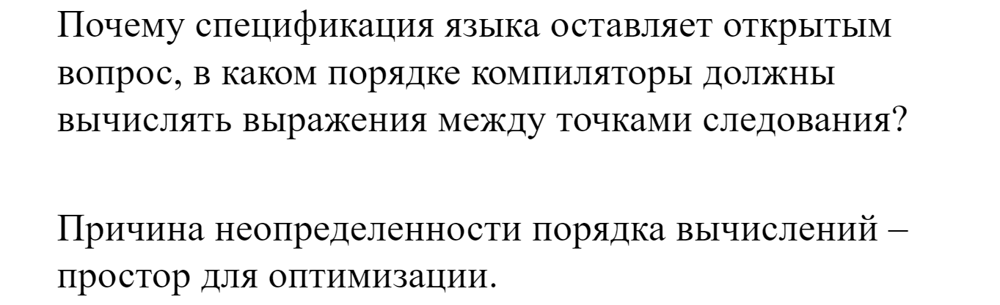 Почему спецификация языка оставляет открытым
вопрос, в каком порядке компиляторы должны
вычислять выражения между точками следования?
Причина неопределенности порядка вычислений –
простор для оптимизации.